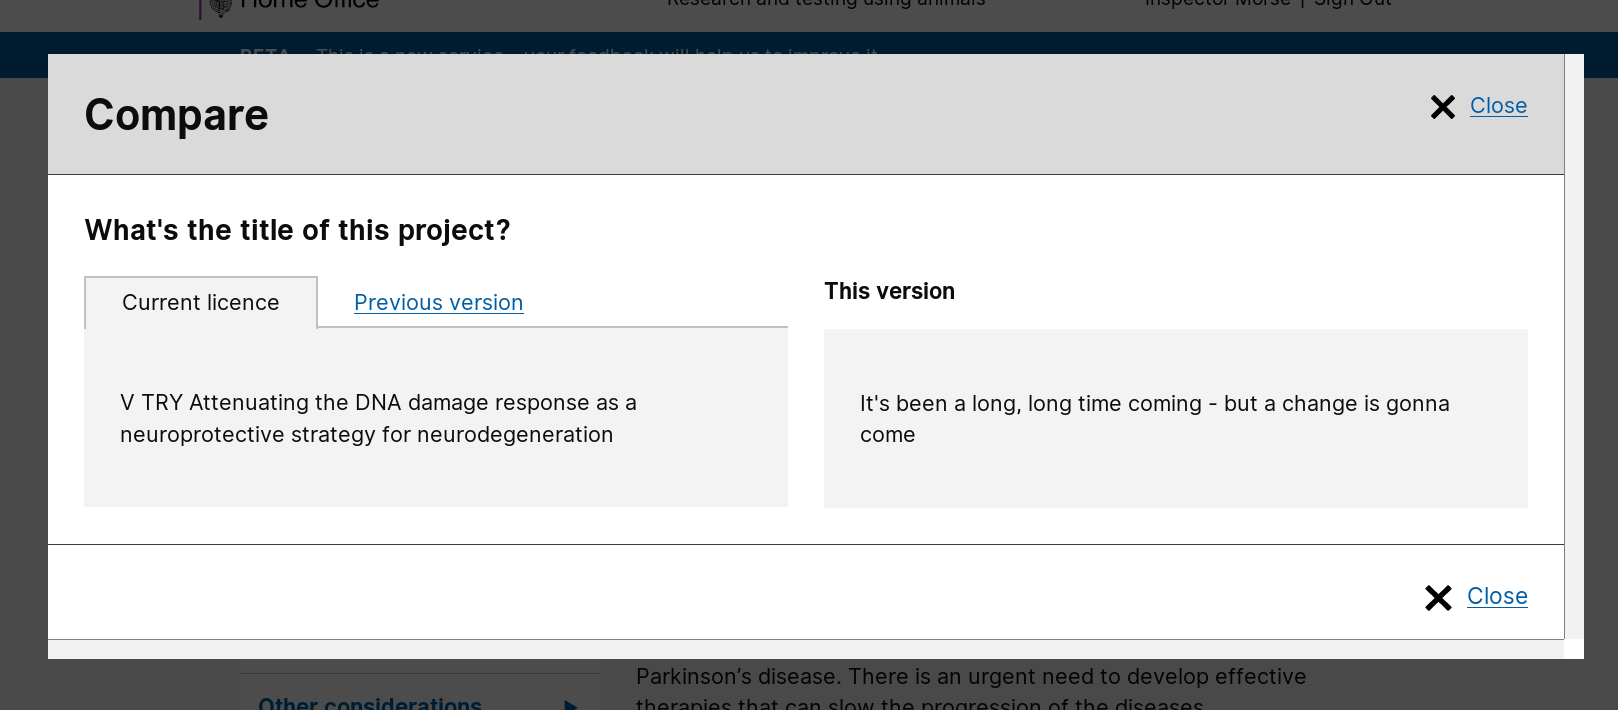 Home Office
Research and testing using animals
Inspector Morse | Sign Out
BETA This is a new service - your feedback will help us to improve it.
Compare
Close
What's the title of this project?
Current licence
Previous version
This version
V TRY Attenuating the DNA damage response as a
neuroprotective strategy for neurodegeneration
It's been a long, long time coming - but a change is gonna
come
Close
Parkinson’s disease. There is an urgent need to develop effective
Other considerations
therapies that can slow the progression of the diseases